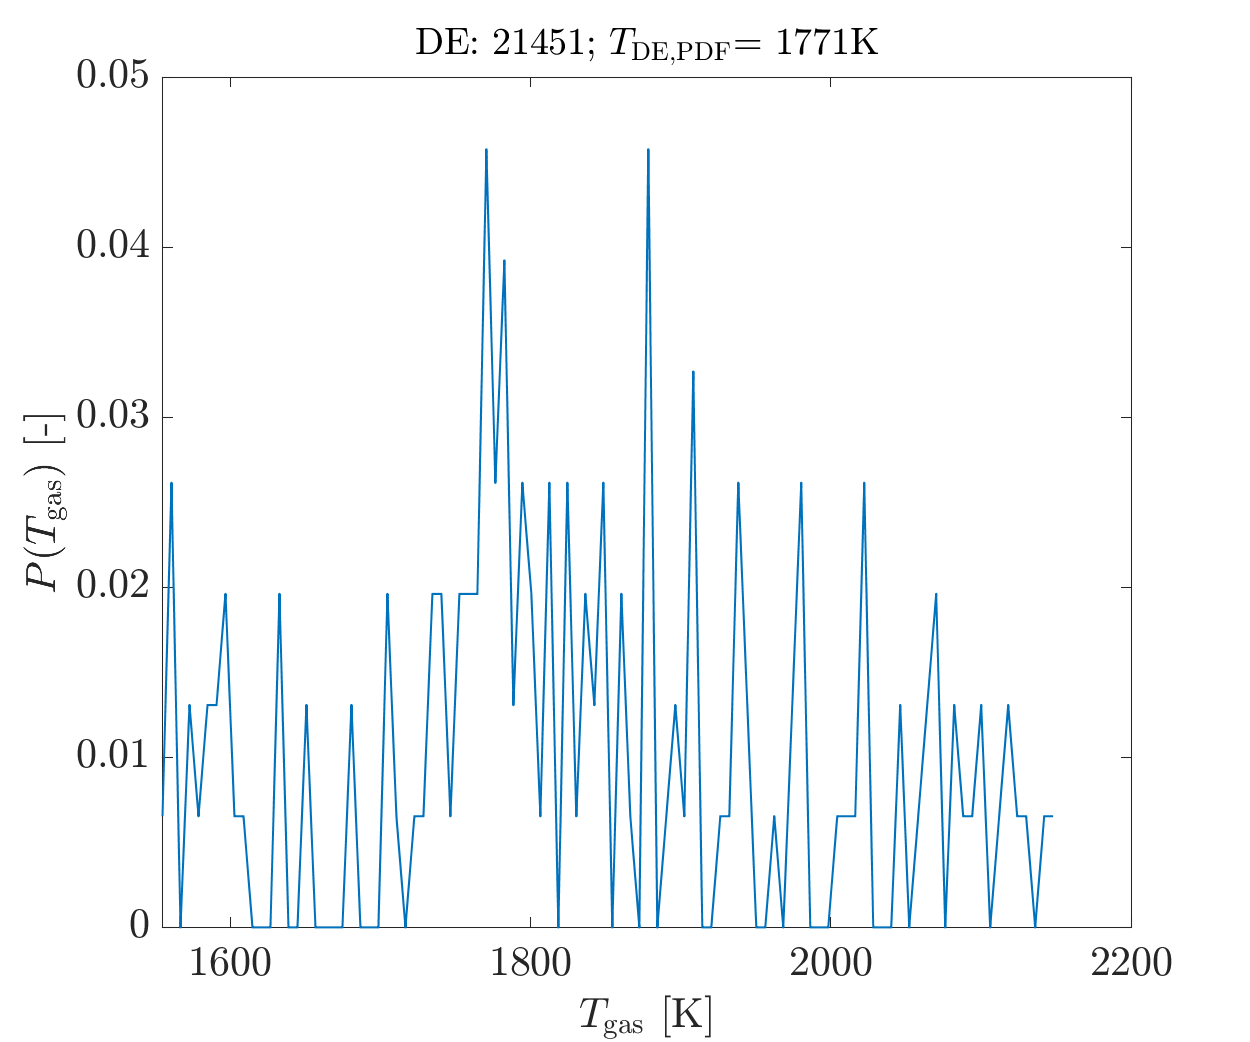 DE: 21451; T_DE,PDF= 1771K
0.05
0.04
0.03
0.02
0.01
0
P(T_gas) [-]
1600 1800 2000 2200
T_gas [K]